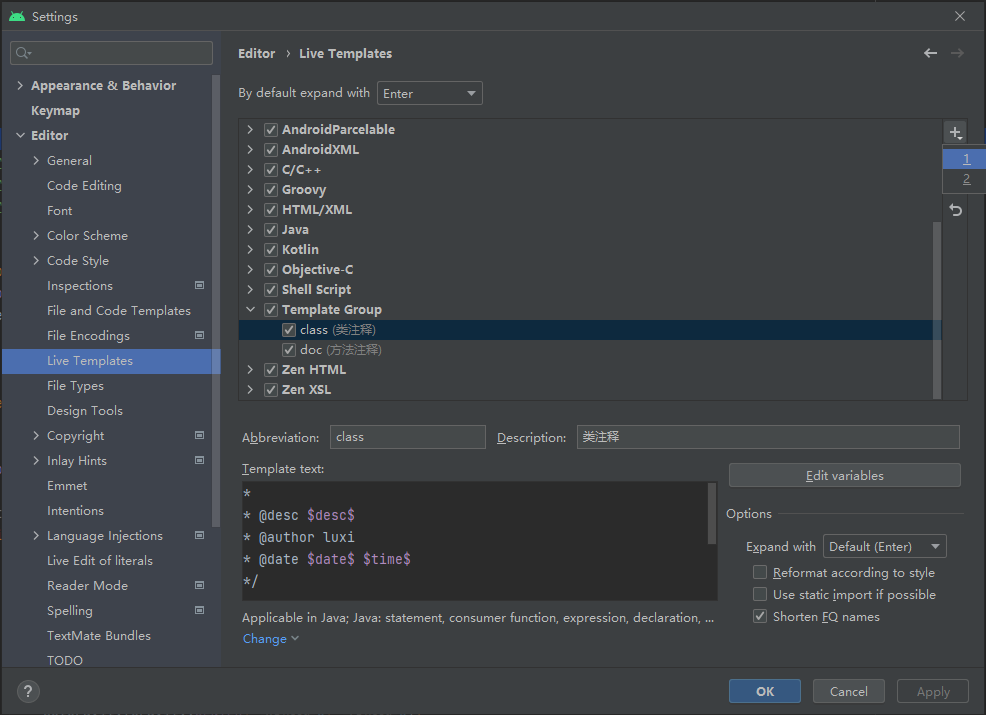 Settings
Editor › Live Templates
Appearance & Behavior
Keymap
Editor
General
Code Editing
Font
Color Scheme
Code Style
Inspections
File and Code Templates
File Encodings
Live Templates
File Types
Design Tools
Copyright
Inlay Hints
Emmet
Intentions
Language Injections
Live Edit of literals
Reader Mode
Spelling
TextMate Bundles
TODO
By default expand with Enter
AndroidParcelable
AndroidXML
C/C++
Groovy
HTML/XML
Java
Kotlin
Objective-C
Shell Script
Template Group
class (类注释)
doc (方法注释)
Zen HTML
Zen XSL
1
2
Abbreviation: class Description: 类注释
Template text:
*
* @desc $desc$
* @author luxi
* @date $date$ $time$
*/
Edit variables
Options
Expand with Default (Enter)
Reformat according to style
Use static import if possible
Shorten FQ names
Applicable in Java; Java: statement, consumer function, expression, declaration, ...
Change
?
OK Cancel Apply